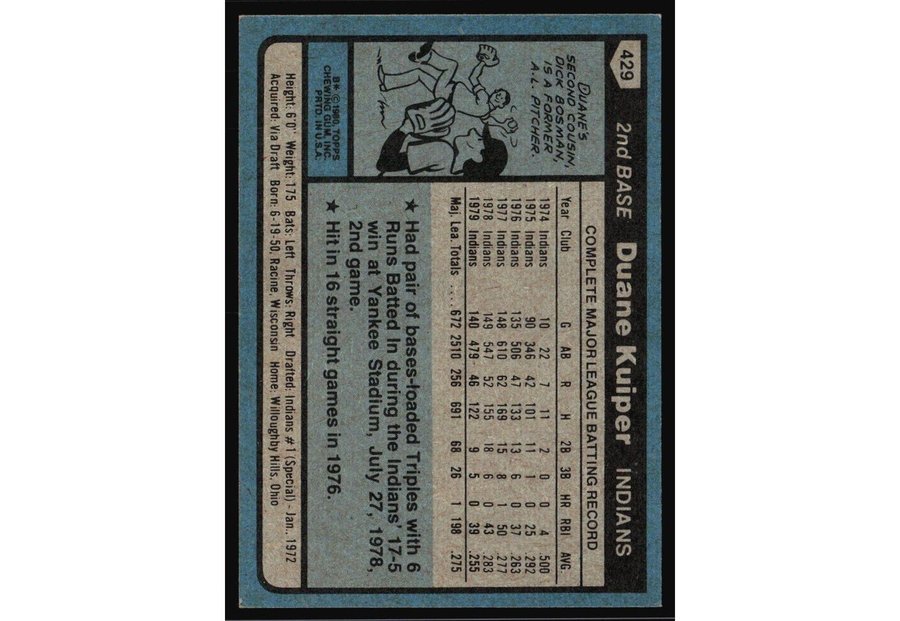 429 2nd BASE Duane Kuiper INDIANS
DUANE'S
SECOND COUSIN,
DICK BOSMAN,
IS A FORMER
A.L. PITCHER.
B* © 1980, TOPPS
CHEWING GUM, INC.
PRTD. IN U.S.A.
COMPLETE MAJOR LEAGUE BATTING RECORD
Year Club G AB R H 2B 3B HR RBI AVG.
1974 Indians 10 22 7 11 2 0 0 4 .500
1975 Indians 90 346 42 101 11 1 0 25 .292
1976 Indians 135 506 47 133 13 6 0 37 .263
1977 Indians 148 610 62 169 15 8 1 50 .277
1978 Indians 149 547 52 155 18 6 0 43 .283
1979 Indians 140 479 46 122 9 5 0 39 .255
Maj. Lea. Totals .... 672 2510 256 691 68 26 1 198 .275
★ Had pair of bases-loaded Triples with 6
Runs Batted In during the Indians' 17-5
win at Yankee Stadium, July 27, 1978,
2nd game.
★ Hit in 16 straight games in 1976.
Height: 6'0" Weight: 175 Bats: Left Throws: Right Drafted: Indians #1 (Special) - Jan. 1972
Acquired: Via Draft Born: 6-19-50, Racine, Wisconsin Home: Willoughby Hills, Ohio